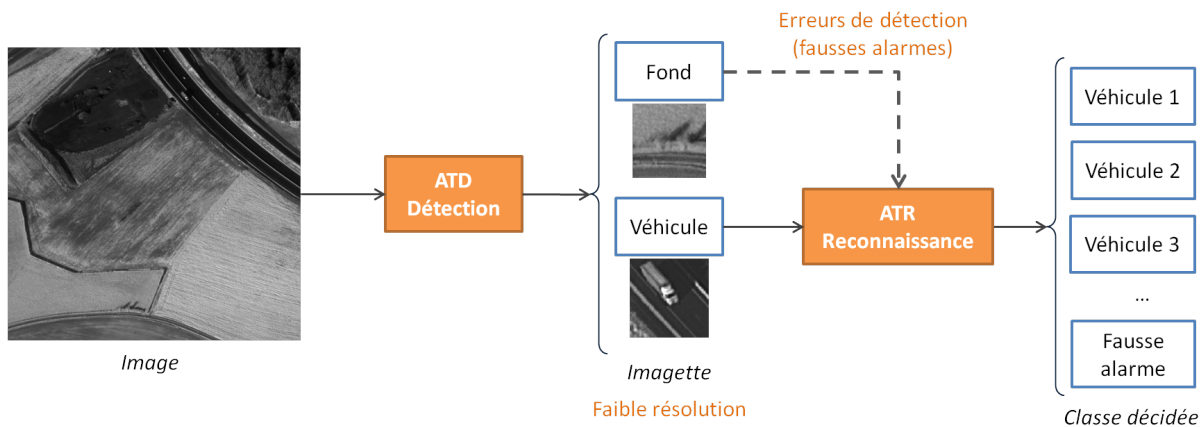 Image
ATD
Détection
Fond
Véhicule
Imagette
Faible résolution
Erreurs de détection
(fausses alarmes)
ATR
Reconnaissance
Véhicule 1
Véhicule 2
Véhicule 3
...
Fausse
alarme
Classe décidée